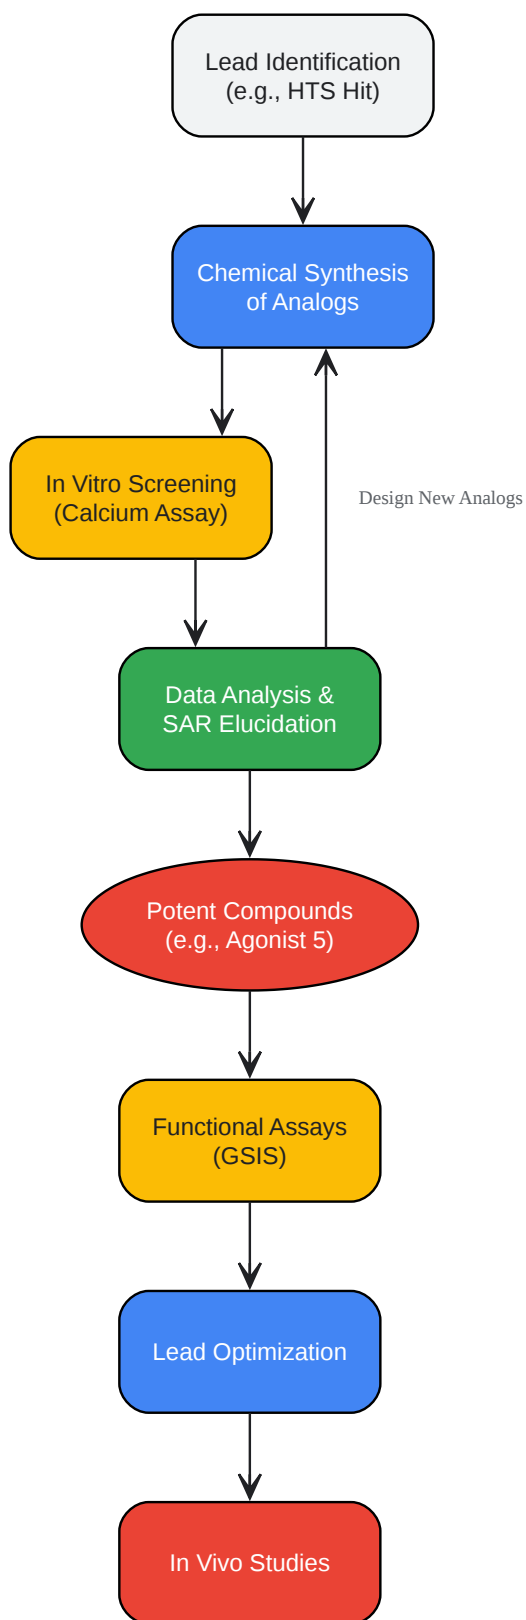 Lead Identification
(e.g., HTS Hit)
Chemical Synthesis
of Analogs
In Vitro Screening
(Calcium Assay)
Design New Analogs
Data Analysis &
SAR Elucidation
Potent Compounds
(e.g., Agonist 5)
Functional Assays
(GSIS)
Lead Optimization
In Vivo Studies